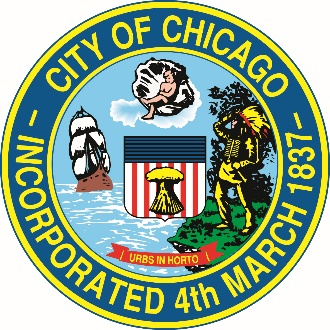 CITY OF CHICAGO
INCORPORATED 4th MARCH 1837
URBS IN HORTO